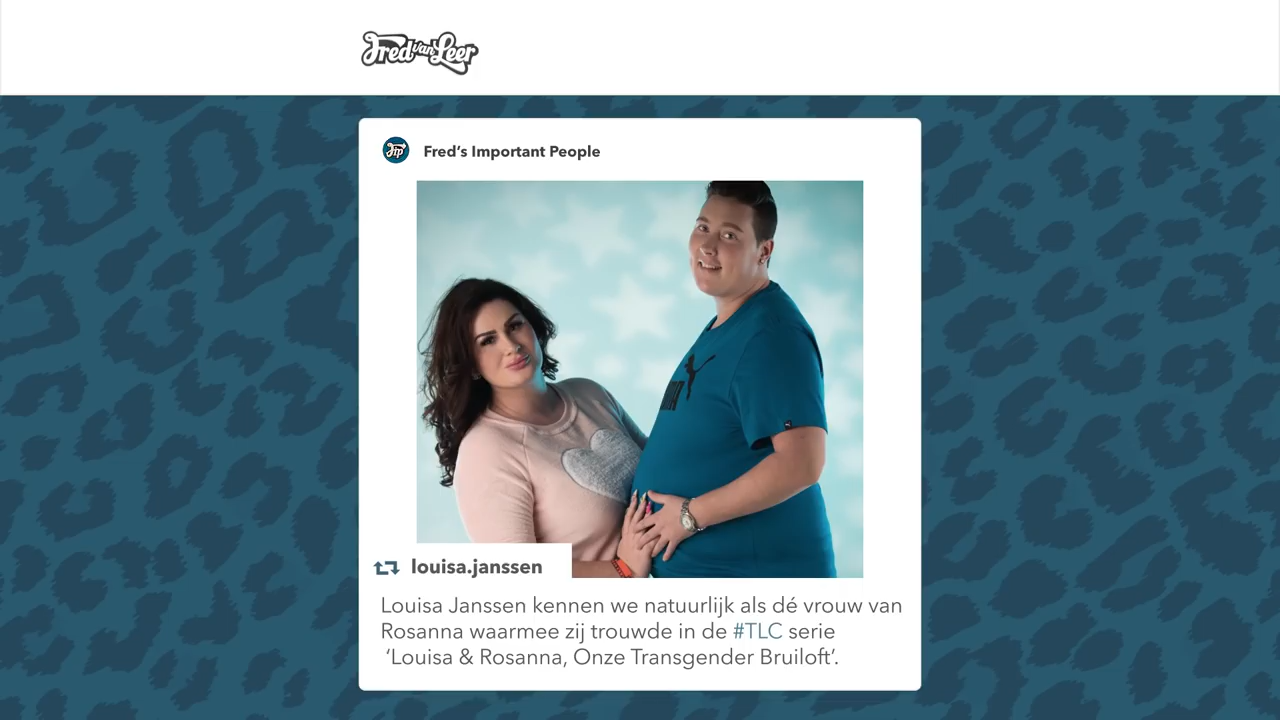 Fred van Leer
fip
Fred's Important People
louisa.janssen
Louisa Janssen kennen we natuurlijk als dé vrouw van
Rosanna waarmee zij trouwde in de #TLC serie
‘Louisa & Rosanna, Onze Transgender Bruiloft’.